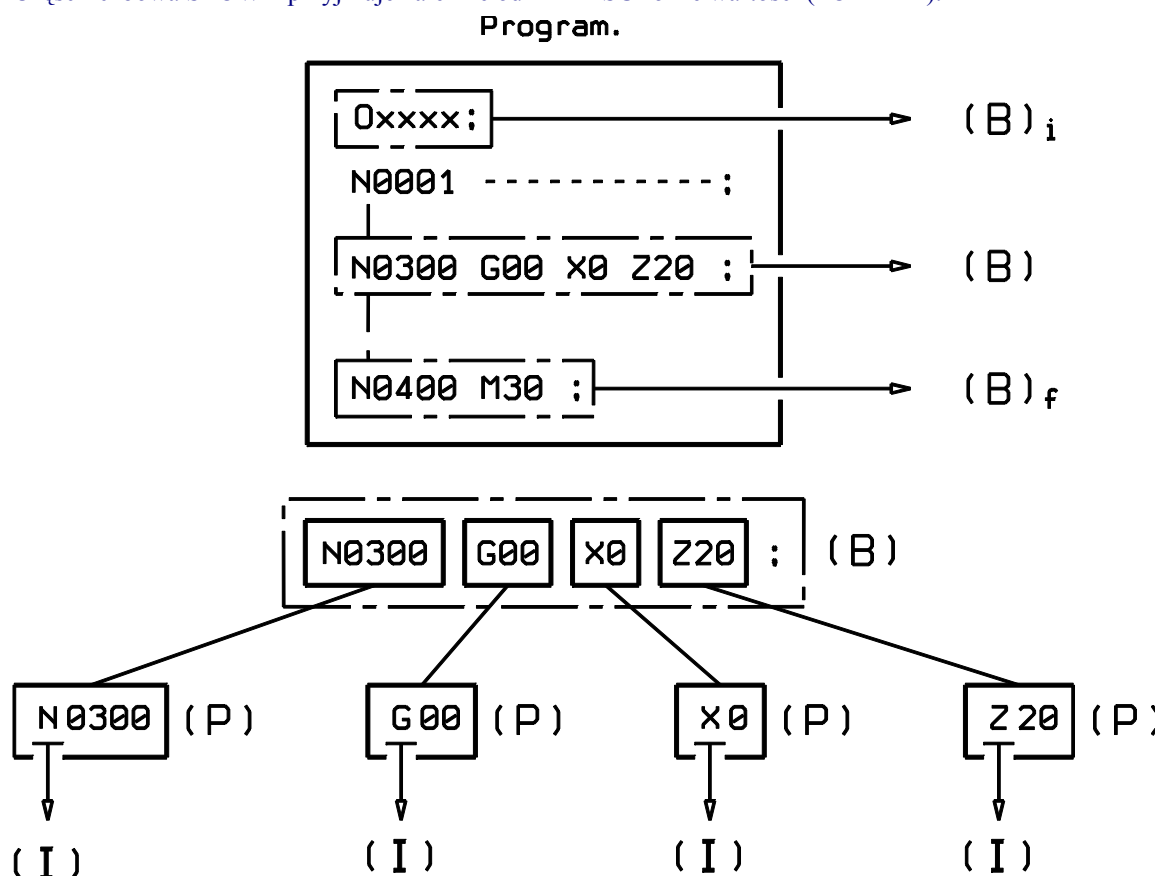 Program.
Oxxxx; (B)i
N0001 -----------;
N0300 G00 X0 Z20 ; (B)
N0400 M30 ; (B)f
N0300 G00 X0 Z20 ; (B)
N0300 (P) G00 (P) X0 (P) Z20 (P)
(I) (I) (I) (I)